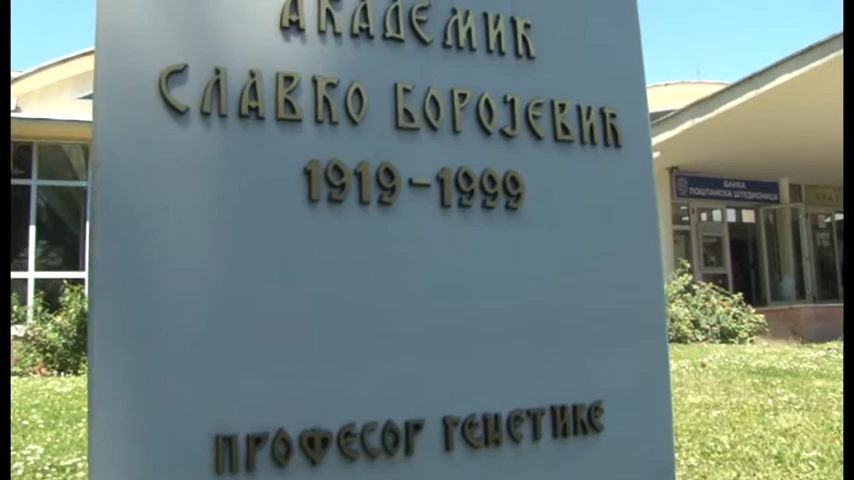 АКАДЕМИК
СЛАВКО БОРОЈЕВИЋ
1919-1999
ПРОФЕСОР ГЕНЕТИКЕ
БАНКА
ПОШТАНСКА ШТЕДИОНИЦА